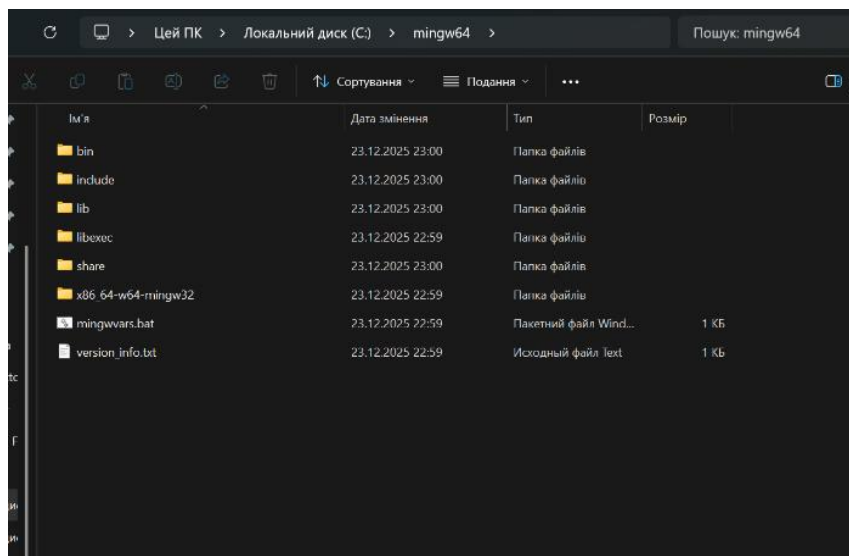 Цей ПК > Локальний диск (C:) > mingw64 > Пошук: mingw64
Сортування Подання •••
Ім'я Дата змінення Тип Розмір
bin 23.12.2025 23:00 Папка файлів
include 23.12.2025 23:00 Папка файлів
lib 23.12.2025 23:00 Папка файлів
libexec 23.12.2025 22:59 Папка файлів
share 23.12.2025 23:00 Папка файлів
x86_64-w64-mingw32 23.12.2025 22:59 Папка файлів
mingwvars.bat 23.12.2025 22:59 Пакетний файл Wind... 1 КБ
version_info.txt 23.12.2025 22:59 Исходный файл Text 1 КБ